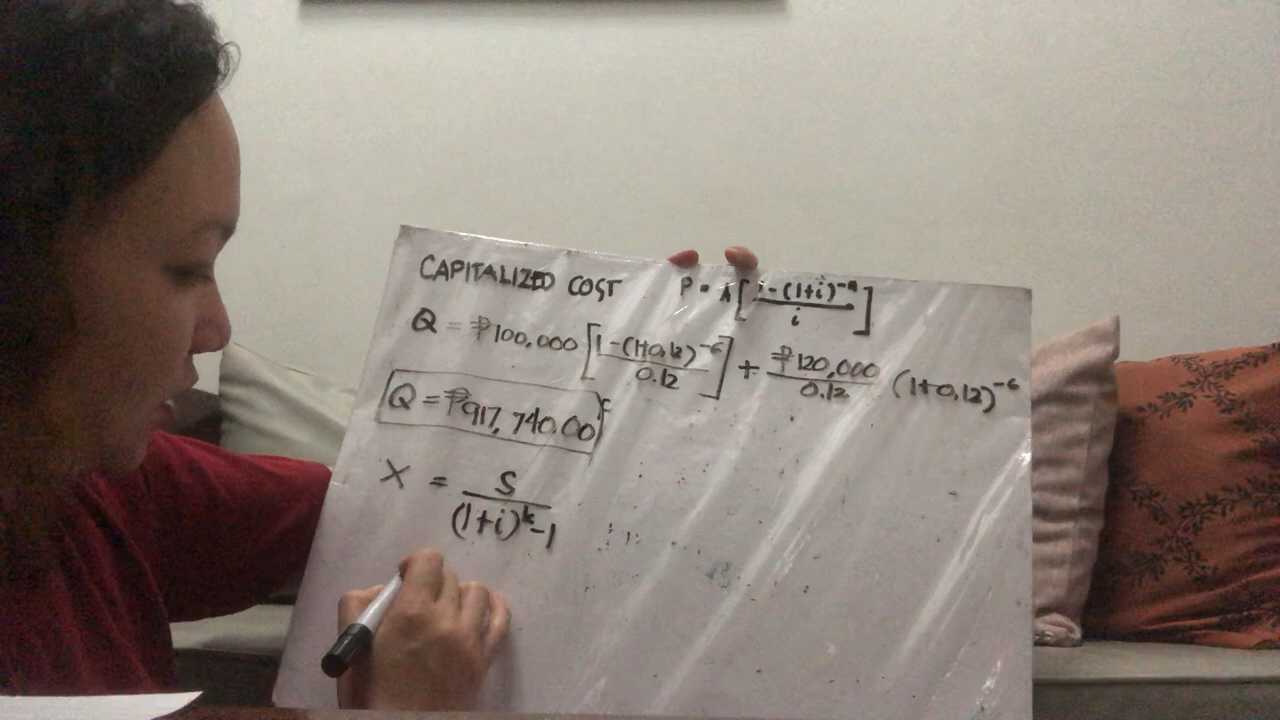 CAPITALIZED COST P = A [ 1-(1+i)^-n / i ]
Q = ₱100,000 [ 1-(1+0.12)^-6 / 0.12 ] + ₱120,000 / 0.12 (1+0.12)^-6
Q = ₱917,740.00
X = S / (1+i)^k -1